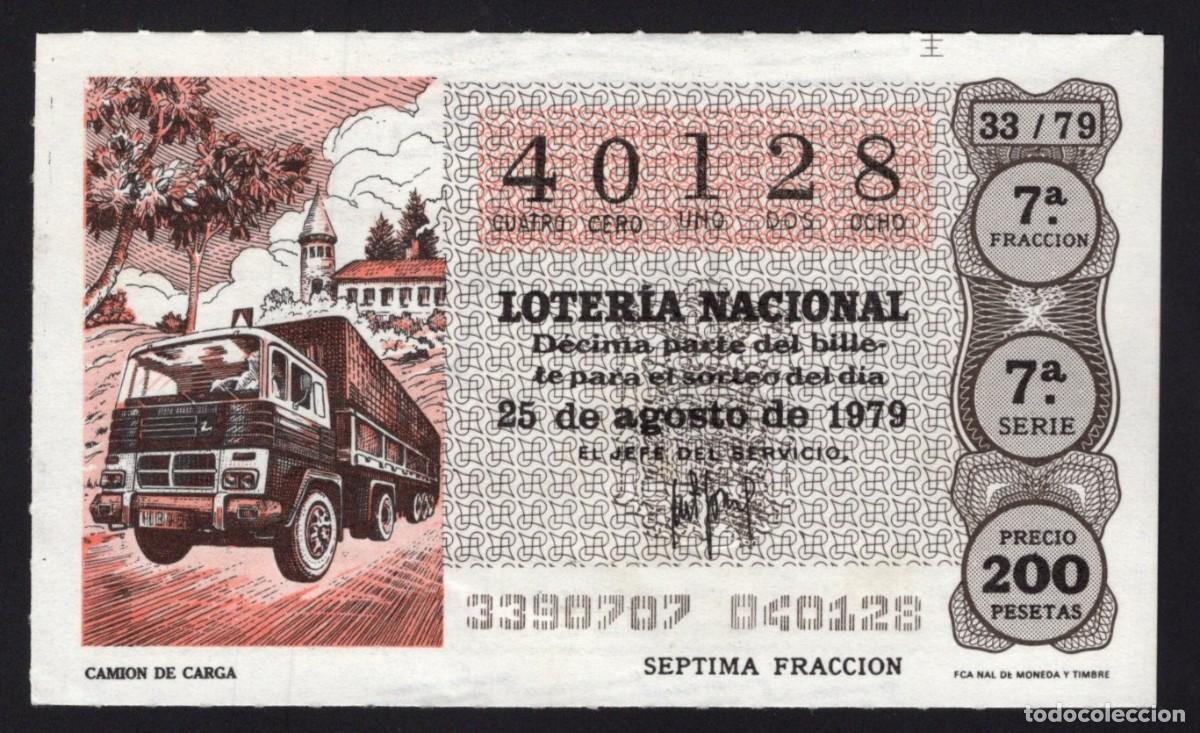 33 / 79
40128
CUATRO CERO UNO DOS OCHO
7ª.
FRACCION
LOTERÍA NACIONAL
Décima parte del bille-
te para el sorteo del día
25 de agosto de 1979
EL JEFE DEL SERVICIO,
7ª
SERIE
PRECIO
200
PESETAS
3390707 040128
CAMION DE CARGA
SEPTIMA FRACCION
FCA NAL DE MONEDA Y TIMBRE
todocoleccion